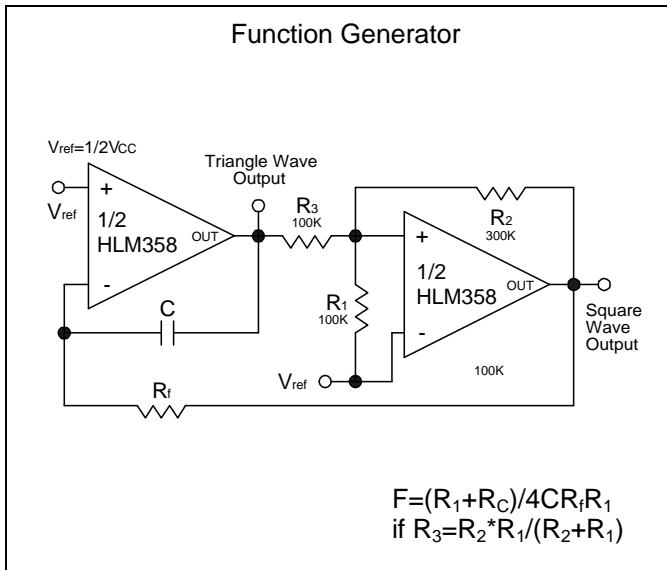 Function Generator
Vref=1/2VCC
Triangle Wave
Output
Vref
+
1/2
HLM358
OUT
-
R3
100K
R2
300K
+
1/2
HLM358
OUT
-
R1
100K
Square
Wave
Output
C
Vref
100K
Rf
F=(R1+RC)/4CRfR1
if R3=R2*R1/(R2+R1)